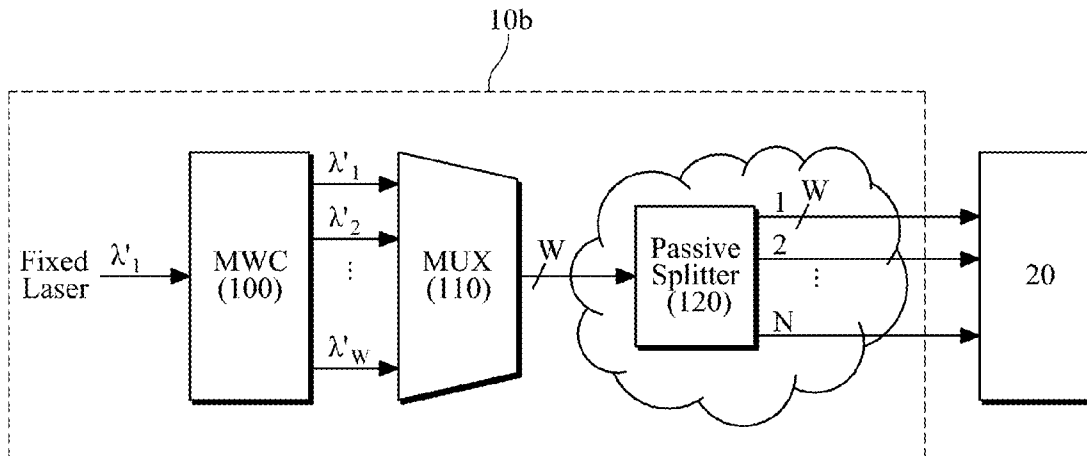 10b
Fixed
Laser
λ'₁
MWC
(100)
λ'₁
λ'₂
⋮
λ'W
MUX
(110)
W
Passive
Splitter
(120)
1
W
2
⋮
N
20